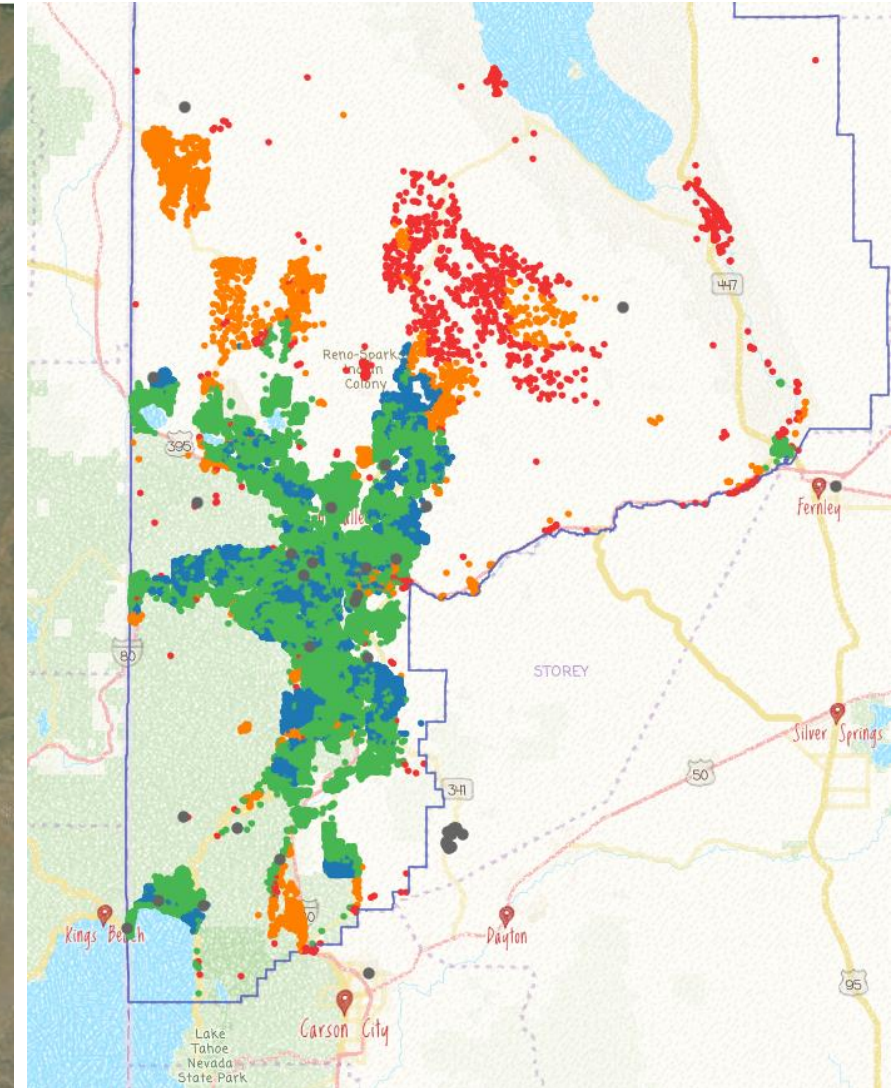 447
Reno-Spark
Indian
Colony
395
Fernley
80
STOREY
Silver Springs
50
341
Kings Beach
Dayton
95
Carson City
Lake
Tahoe
Nevada
State Park